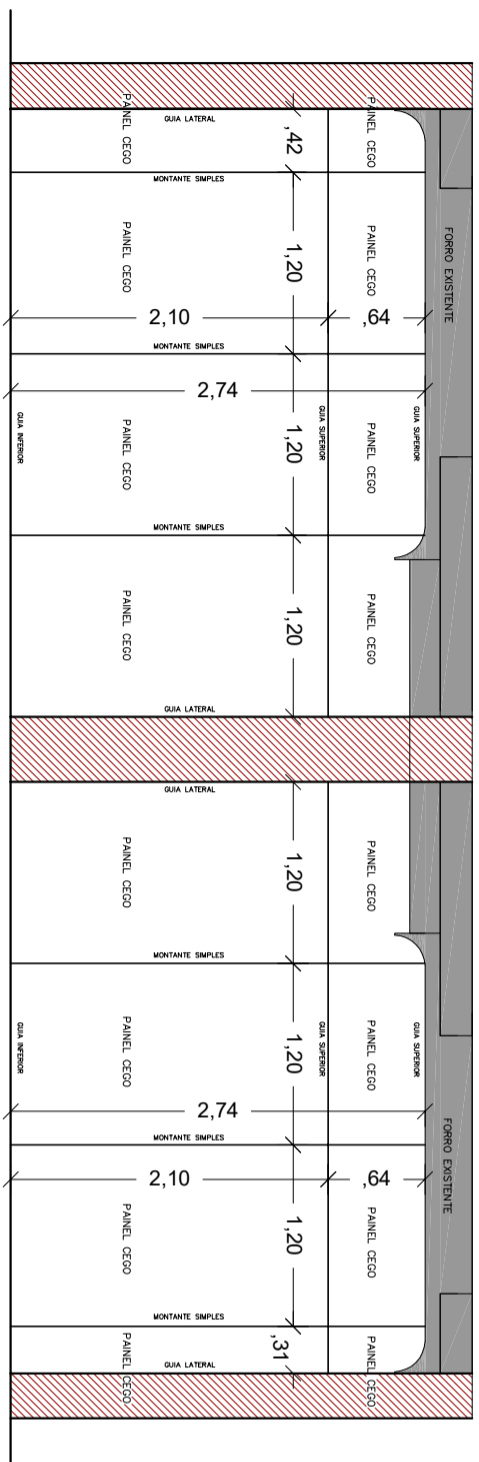 FORRO EXISTENTE
FORRO EXISTENTE
GUIA SUPERIOR
GUIA SUPERIOR
PAINEL CEGO
PAINEL CEGO
PAINEL CEGO
PAINEL CEGO
PAINEL CEGO
PAINEL CEGO
PAINEL CEGO
PAINEL CEGO
,64
,64
GUIA SUPERIOR
GUIA SUPERIOR
,42
1,20
1,20
1,20
1,20
1,20
1,20
,31
2,74
2,74
2,10
2,10
GUIA LATERAL
MONTANTE SIMPLES
MONTANTE SIMPLES
MONTANTE SIMPLES
GUIA LATERAL
GUIA LATERAL
MONTANTE SIMPLES
MONTANTE SIMPLES
MONTANTE SIMPLES
GUIA LATERAL
PAINEL CEGO
PAINEL CEGO
PAINEL CEGO
PAINEL CEGO
PAINEL CEGO
PAINEL CEGO
PAINEL CEGO
PAINEL CEGO
GUIA INFERIOR
GUIA INFERIOR